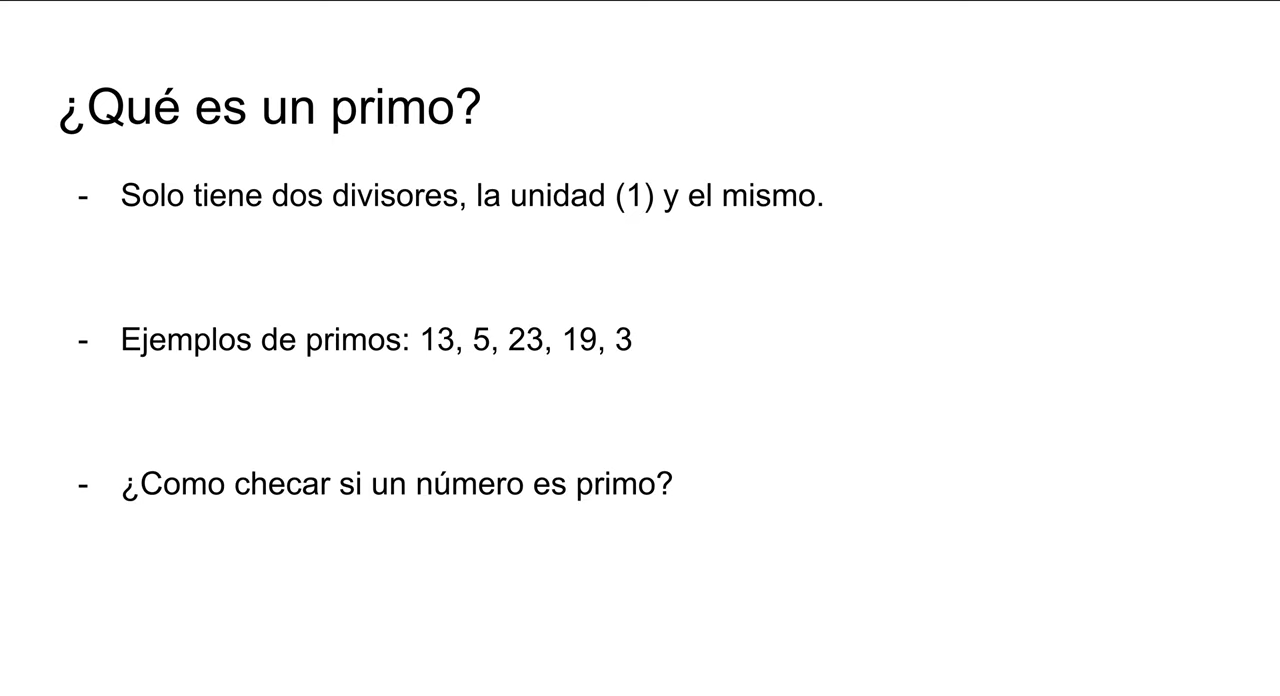 ¿Qué es un primo?
- Solo tiene dos divisores, la unidad (1) y el mismo.
- Ejemplos de primos: 13, 5, 23, 19, 3
- ¿Como checar si un número es primo?